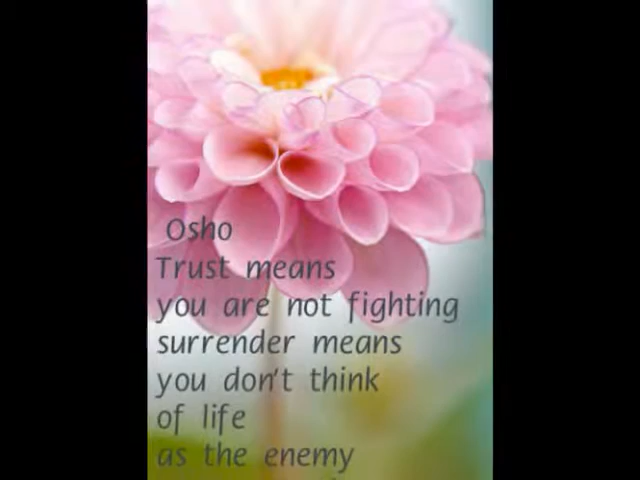 Osho
Trust means
you are not fighting
surrender means
you don't think
of life
as the enemy